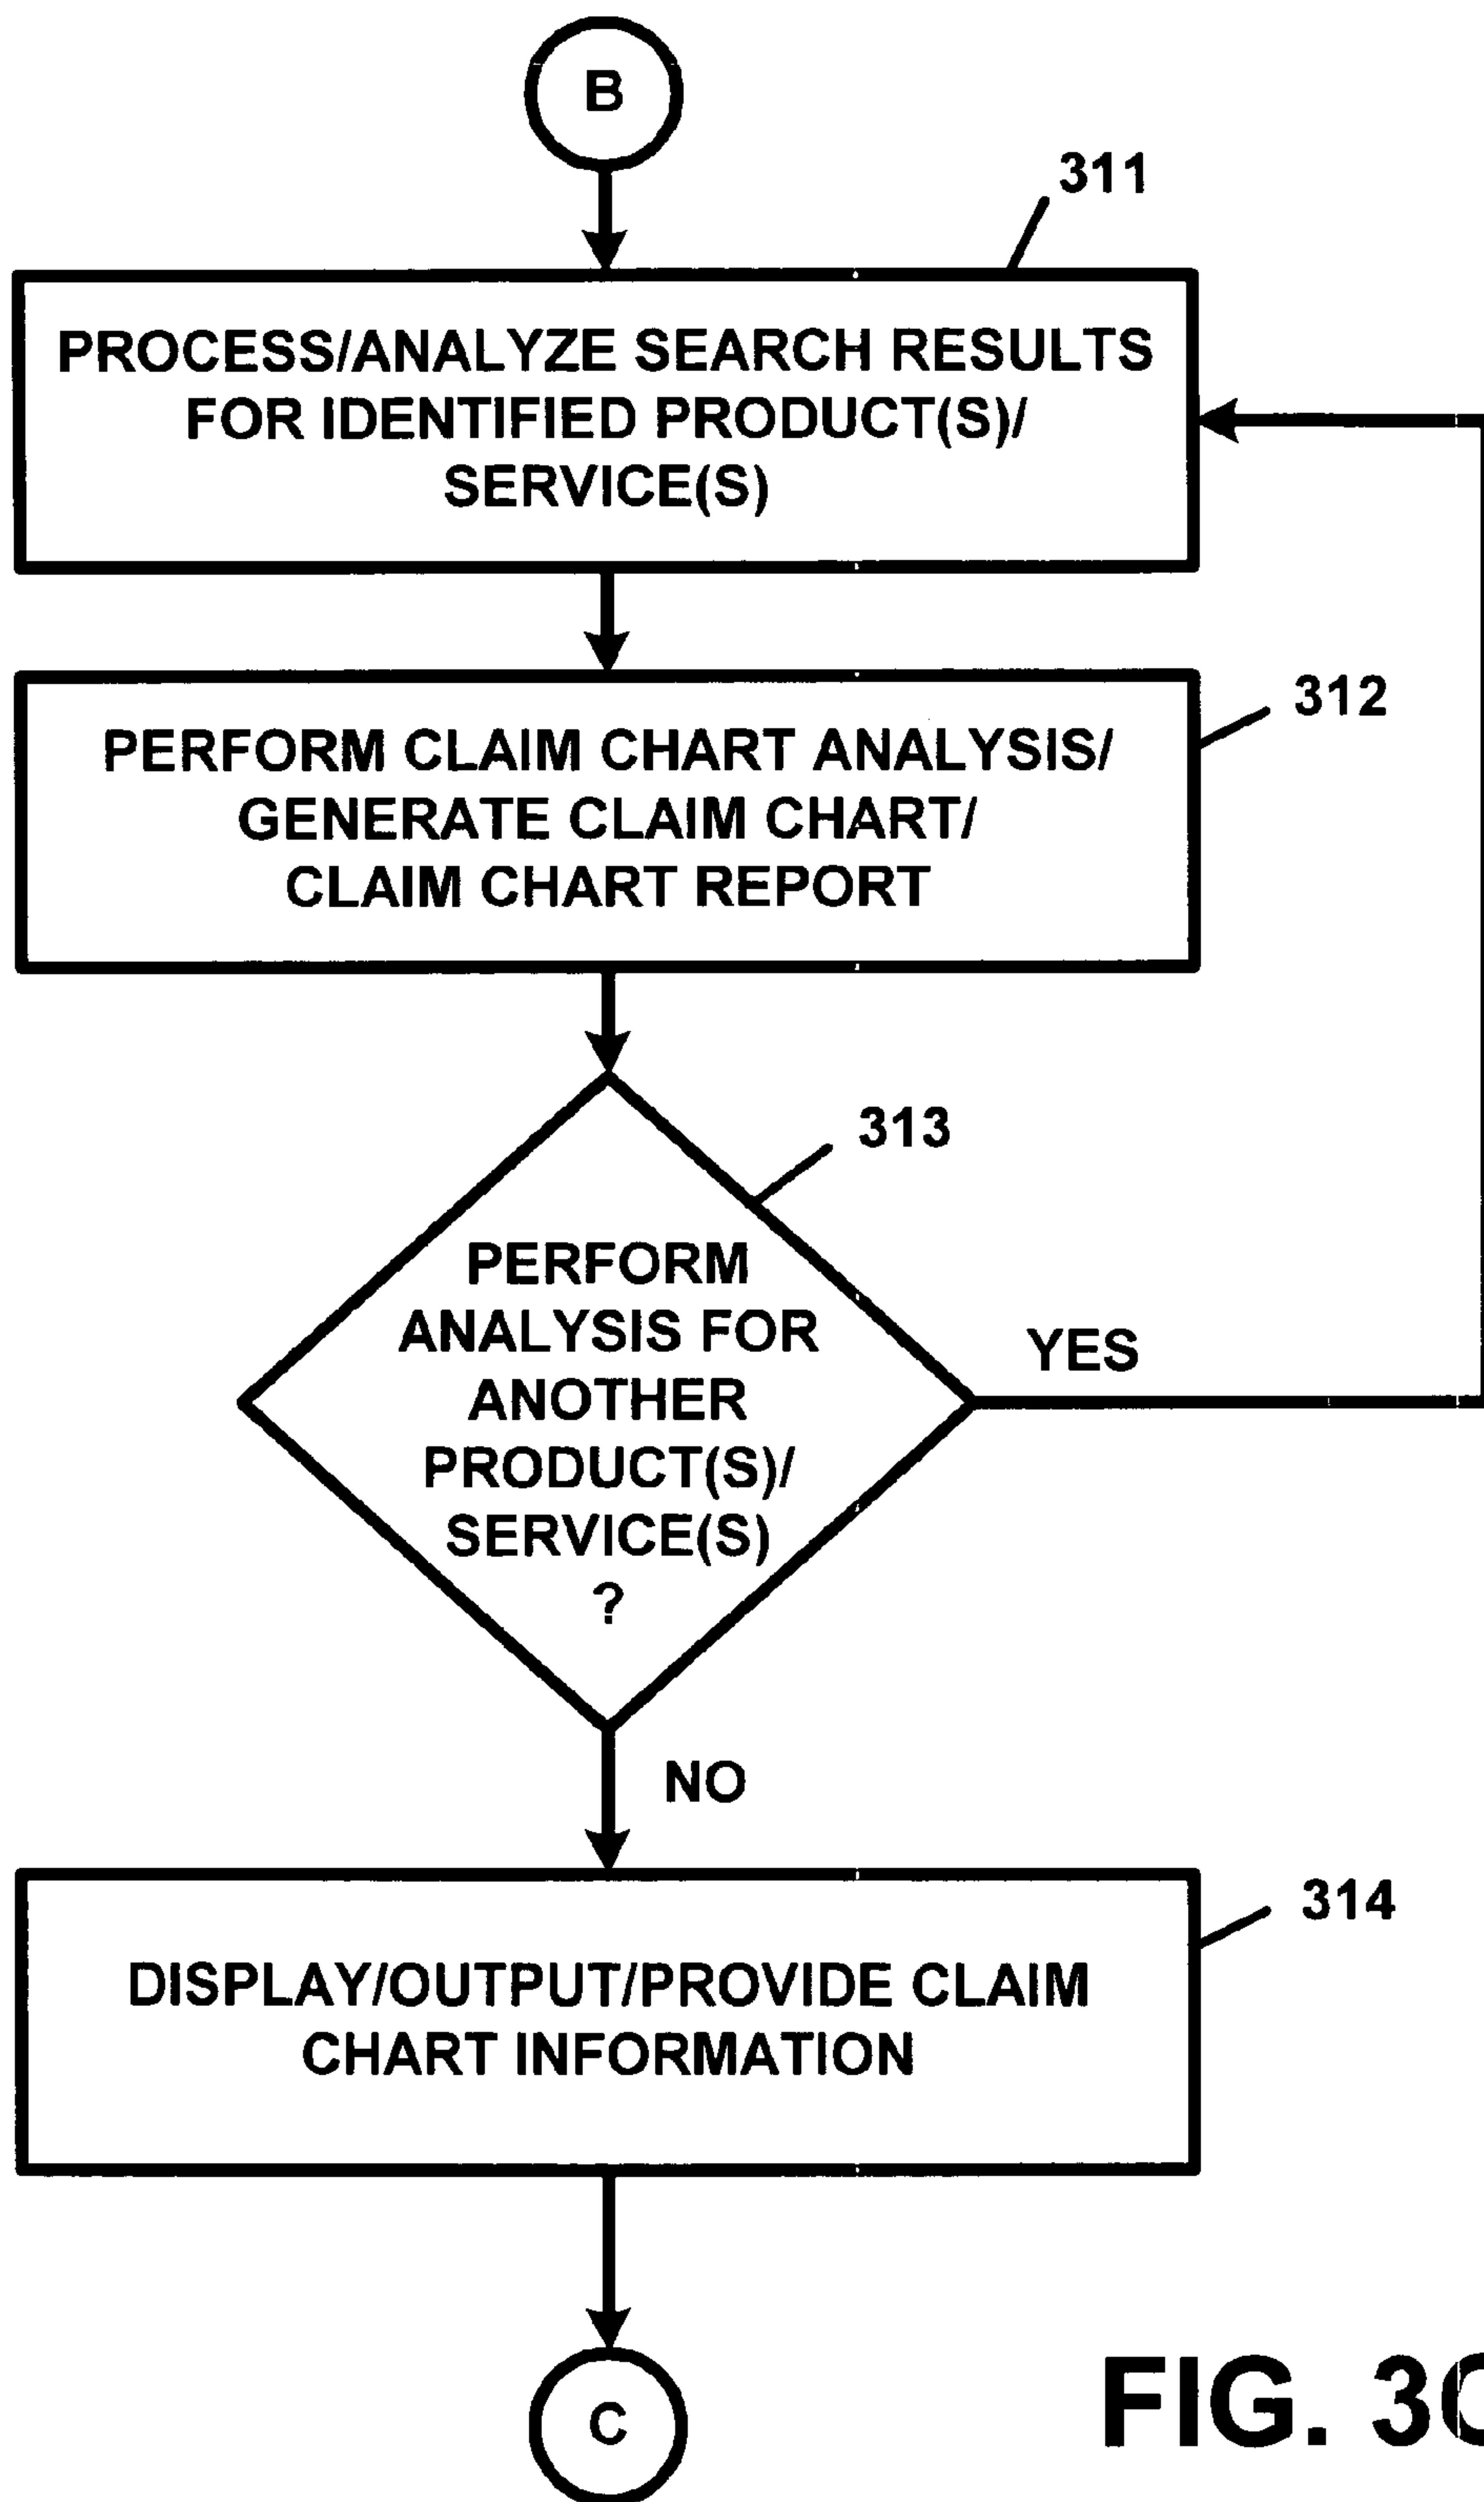 B
311
PROCESS/ANALYZE SEARCH RESULTS
FOR IDENTIFIED PRODUCT(S)/
SERVICE(S)
312
PERFORM CLAIM CHART ANALYSIS/
GENERATE CLAIM CHART/
CLAIM CHART REPORT
313
PERFORM
ANALYSIS FOR
ANOTHER
PRODUCT(S)/
SERVICE(S)
?
YES
NO
314
DISPLAY/OUTPUT/PROVIDE CLAIM
CHART INFORMATION
C
FIG. 3C